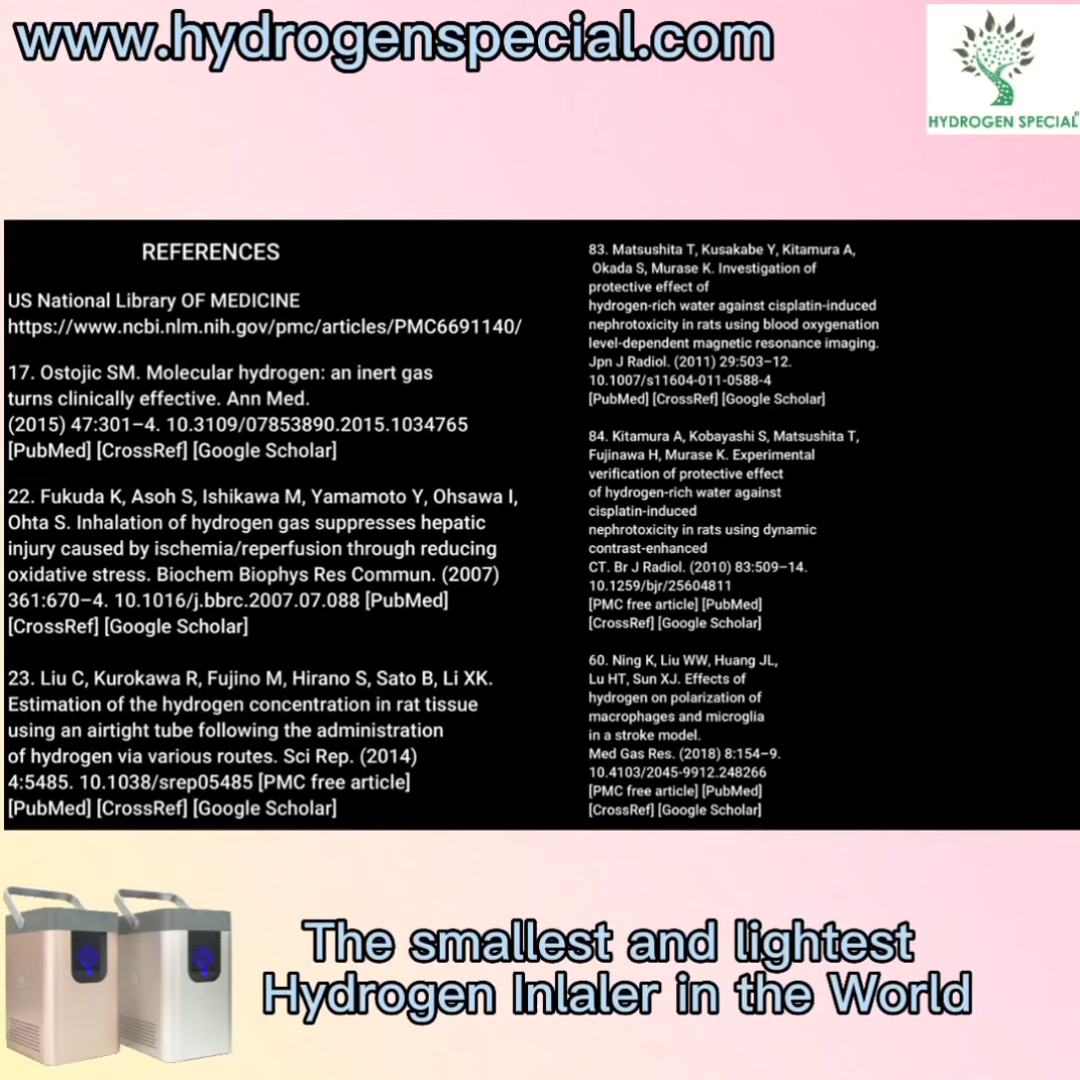 www.hydrogenspecial.com
HYDROGEN SPECIAL®
REFERENCES
US National Library OF MEDICINE
https://www.ncbi.nlm.nih.gov/pmc/articles/PMC6691140/
17. Ostojic SM. Molecular hydrogen: an inert gas
turns clinically effective. Ann Med.
(2015) 47:301–4. 10.3109/07853890.2015.1034765
[PubMed] [CrossRef] [Google Scholar]
22. Fukuda K, Asoh S, Ishikawa M, Yamamoto Y, Ohsawa I,
Ohta S. Inhalation of hydrogen gas suppresses hepatic
injury caused by ischemia/reperfusion through reducing
oxidative stress. Biochem Biophys Res Commun. (2007)
361:670–4. 10.1016/j.bbrc.2007.07.088 [PubMed]
[CrossRef] [Google Scholar]
23. Liu C, Kurokawa R, Fujino M, Hirano S, Sato B, Li XK.
Estimation of the hydrogen concentration in rat tissue
using an airtight tube following the administration
of hydrogen via various routes. Sci Rep. (2014)
4:5485. 10.1038/srep05485 [PMC free article]
[PubMed] [CrossRef] [Google Scholar]
83. Matsushita T, Kusakabe Y, Kitamura A,
Okada S, Murase K. Investigation of
protective effect of
hydrogen-rich water against cisplatin-induced
nephrotoxicity in rats using blood oxygenation
level-dependent magnetic resonance imaging.
Jpn J Radiol. (2011) 29:503–12.
10.1007/s11604-011-0588-4
[PubMed] [CrossRef] [Google Scholar]
84. Kitamura A, Kobayashi S, Matsushita T,
Fujinawa H, Murase K. Experimental
verification of protective effect
of hydrogen-rich water against
cisplatin-induced
nephrotoxicity in rats using dynamic
contrast-enhanced
CT. Br J Radiol. (2010) 83:509–14.
10.1259/bjr/25604811
[PMC free article] [PubMed]
[CrossRef] [Google Scholar]
60. Ning K, Liu WW, Huang JL,
Lu HT, Sun XJ. Effects of
hydrogen on polarization of
macrophages and microglia
in a stroke model.
Med Gas Res. (2018) 8:154–9.
10.4103/2045-9912.248266
[PMC free article] [PubMed]
[CrossRef] [Google Scholar]
The smallest and lightest
Hydrogen Inlaler in the World